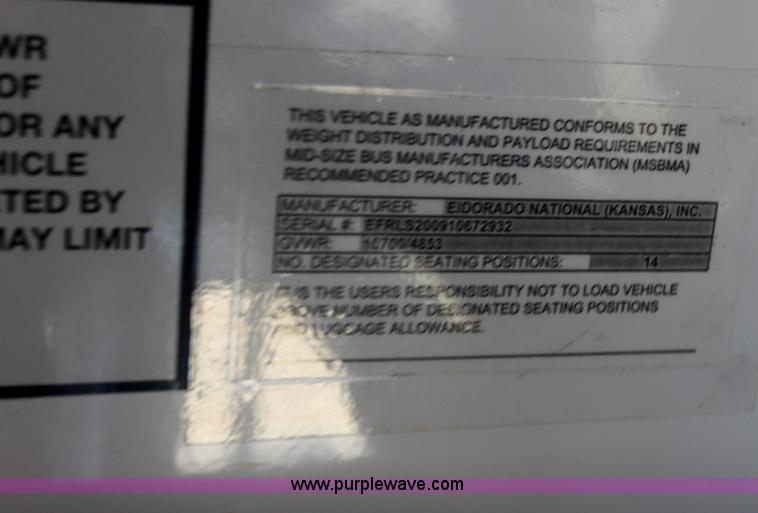 WR
OF
OR ANY
HICLE
TED BY
MAY LIMIT
THIS VEHICLE AS MANUFACTURED CONFORMS TO THE
WEIGHT DISTRIBUTION AND PAYLOAD REQUIREMENTS IN
MID-SIZE BUS MANUFACTURERS ASSOCIATION (MSBMA)
RECOMMENDED PRACTICE 001.
MANUFACTURER: ElDORADO NATIONAL (KANSAS), INC.
SERIAL #: EFRLS200910672932
GVWR: 10700/4853
NO. DESIGNATED SEATING POSITIONS: 14
IT IS THE USERS RESPONSIBILITY NOT TO LOAD VEHICLE
ABOVE NUMBER OF DESIGNATED SEATING POSITIONS
AND LUGGAGE ALLOWANCE.
www.purplewave.com